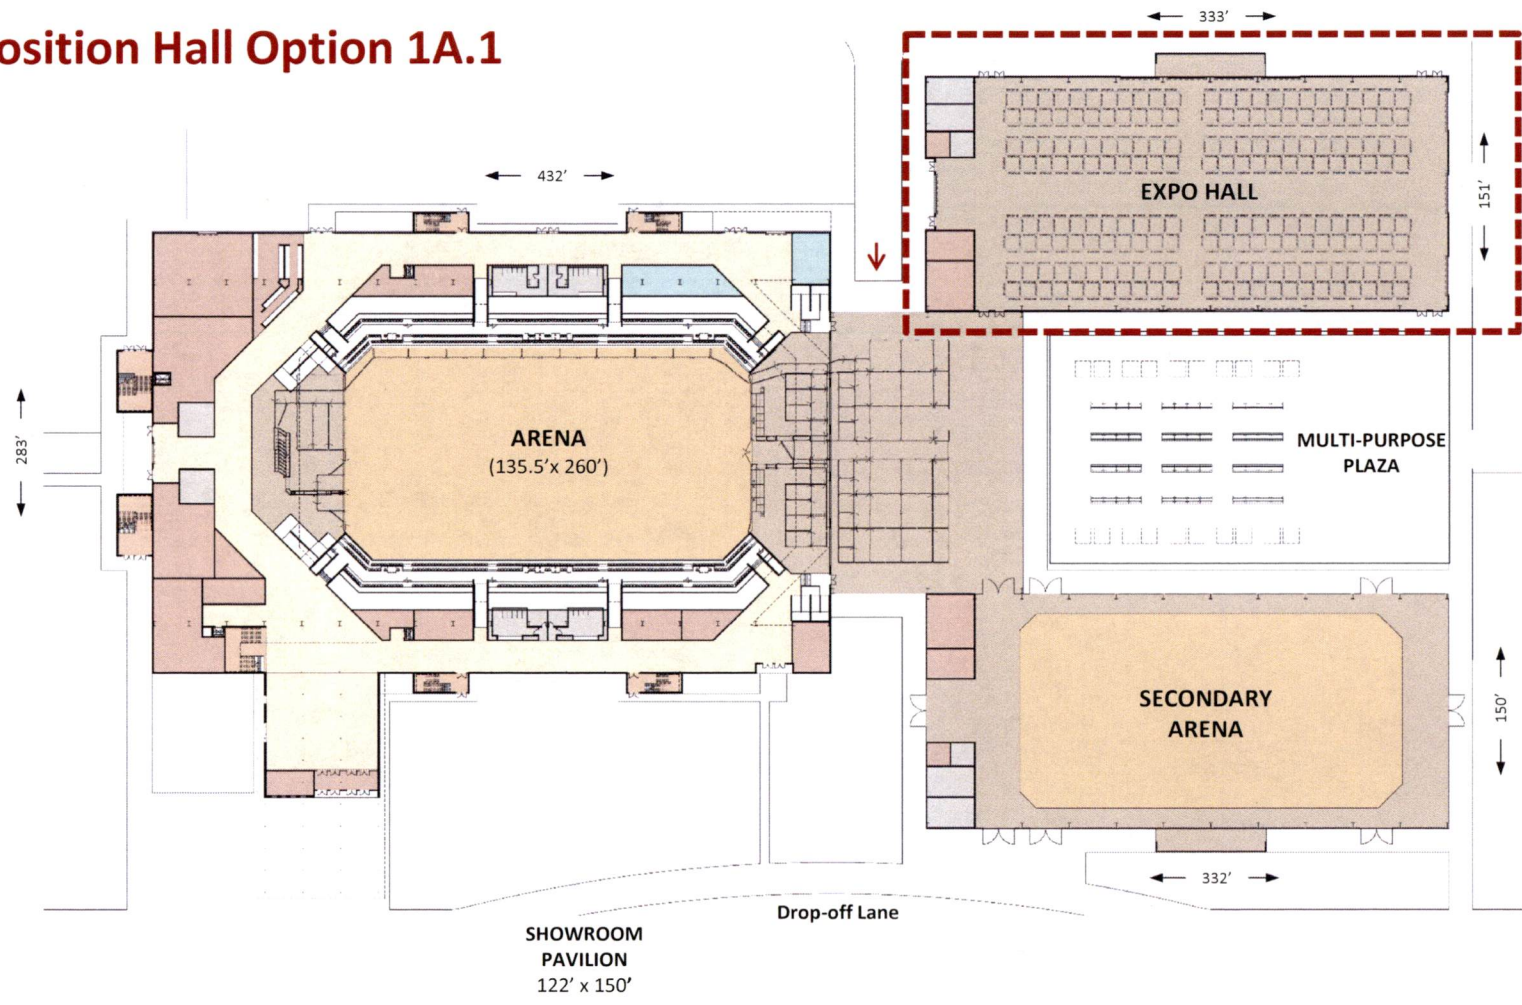 osition Hall Option 1A.1
333'
432'
EXPO HALL
151'
283'
ARENA
(135.5'x 260')
MULTI-PURPOSE
PLAZA
SECONDARY
ARENA
150'
332'
Drop-off Lane
SHOWROOM
PAVILION
122' x 150'